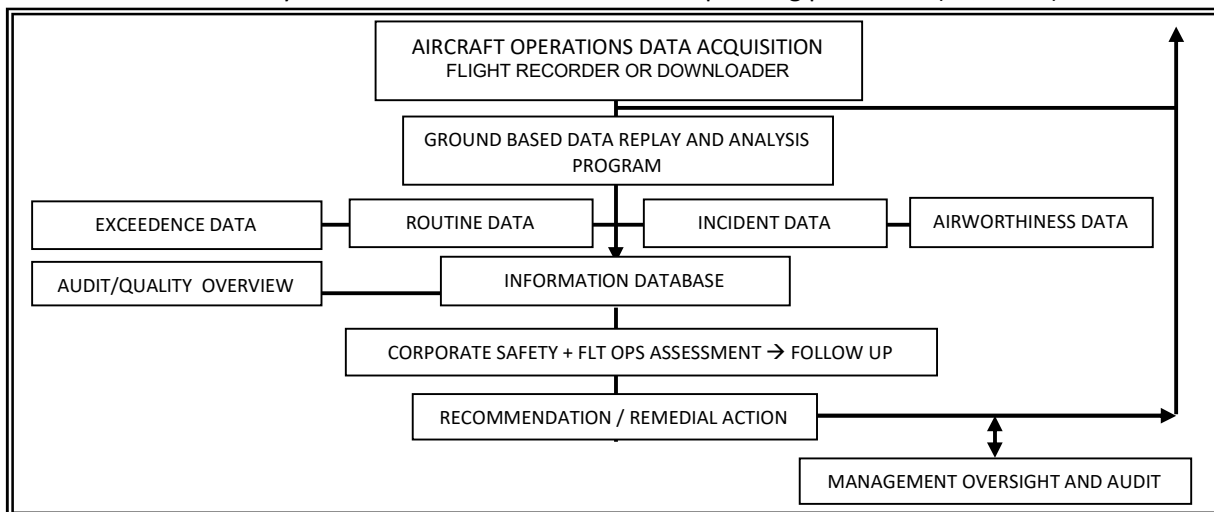 AIRCRAFT OPERATIONS DATA ACQUISITION
FLIGHT RECORDER OR DOWNLOADER
GROUND BASED DATA REPLAY AND ANALYSIS
PROGRAM
EXCEEDENCE DATA
ROUTINE DATA
INCIDENT DATA
AIRWORTHINESS DATA
AUDIT/QUALITY OVERVIEW
INFORMATION DATABASE
CORPORATE SAFETY + FLT OPS ASSESSMENT → FOLLOW UP
RECOMMENDATION / REMEDIAL ACTION
MANAGEMENT OVERSIGHT AND AUDIT